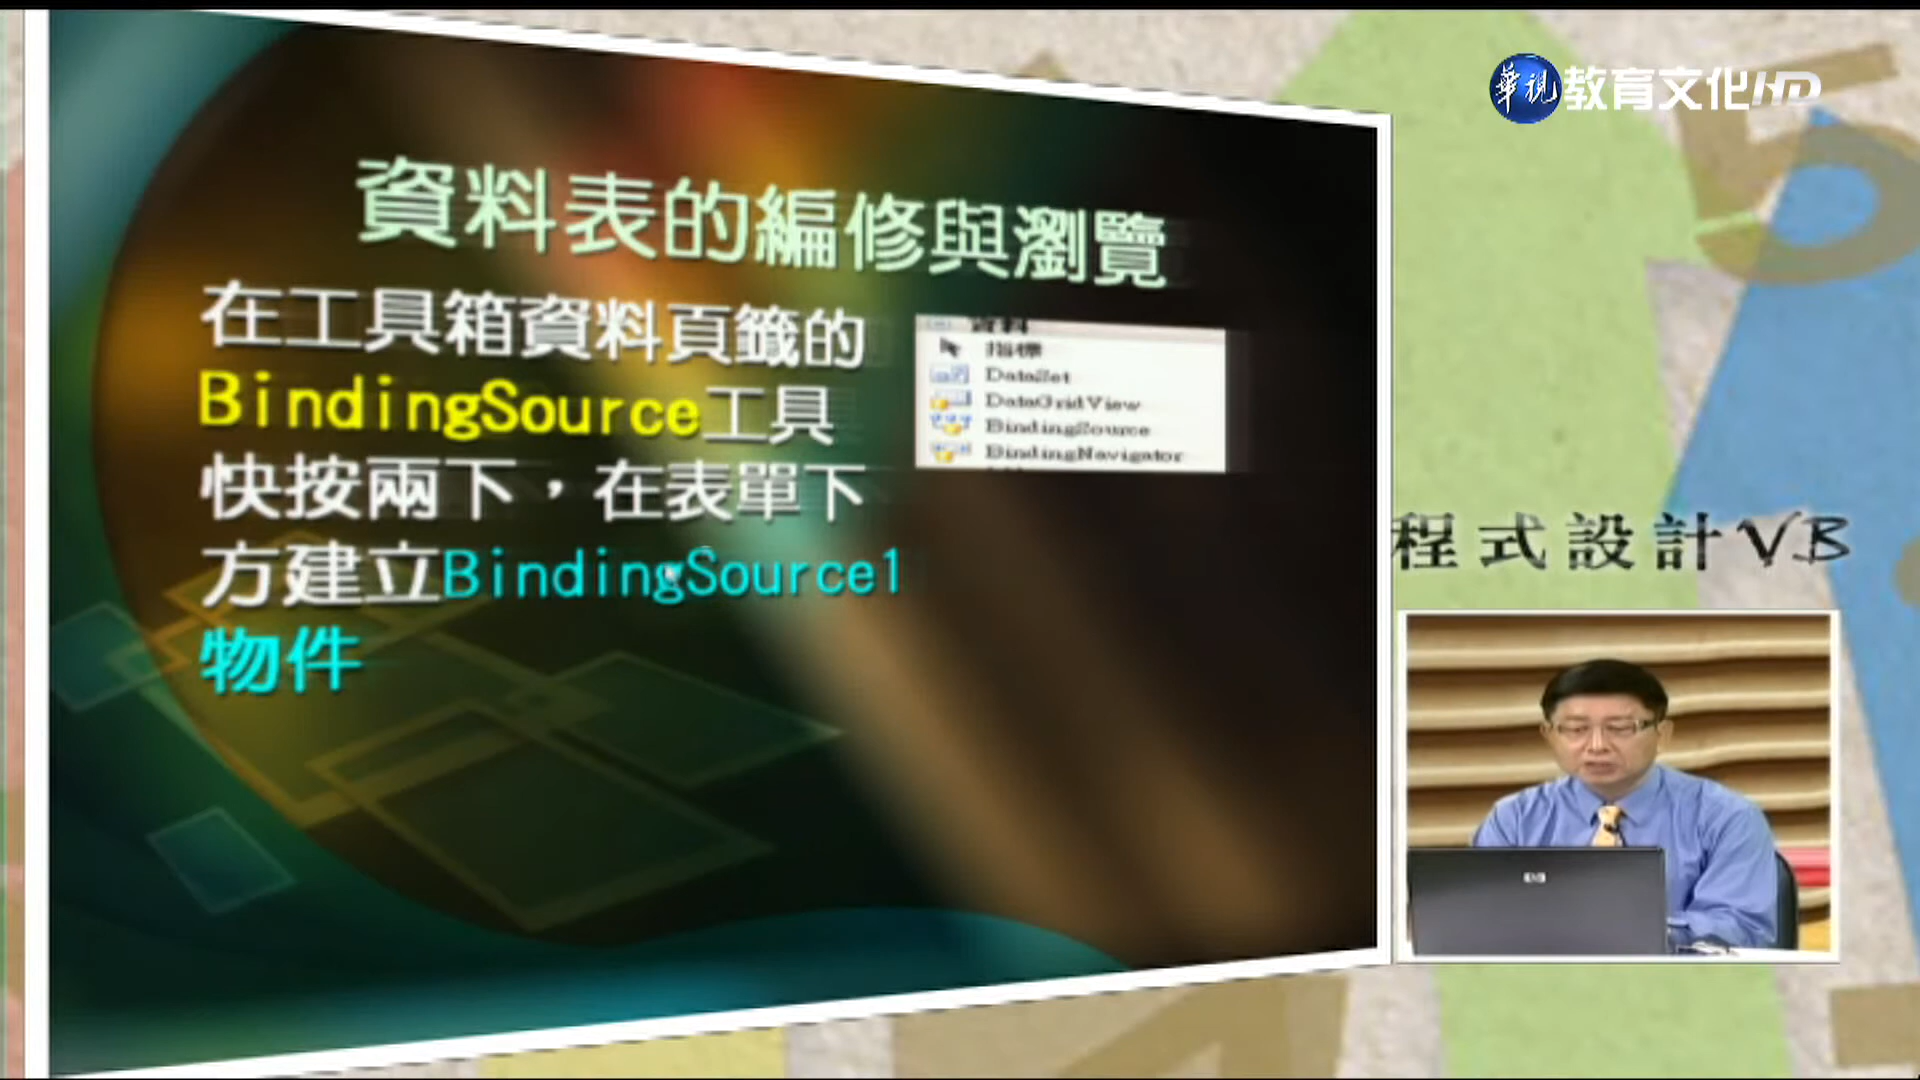 華視 教育文化HD
資料表的編修與瀏覽
在工具箱資料頁籤的
BindingSource工具
快按兩下，在表單下
方建立BindingSource1
物件
資料
指標
DataSet
DataGridView
BindingSource
BindingNavigator
程式設計VB
hp